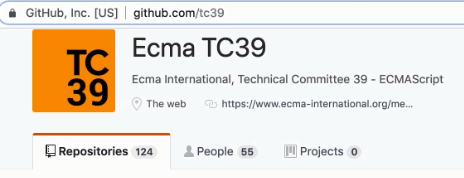 GitHub, Inc. [US] | github.com/tc39
TC
39
Ecma TC39
Ecma International, Technical Committee 39 - ECMAScript
The web https://www.ecma-international.org/me...
Repositories 124 People 55 Projects 0